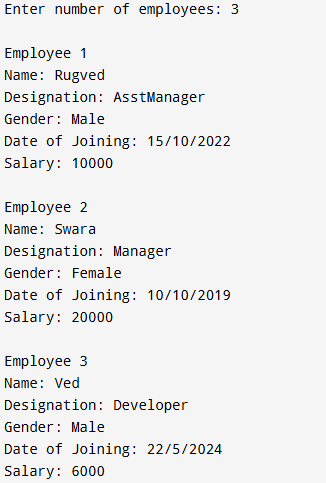 Enter number of employees: 3
Employee 1
Name: Rugved
Designation: AsstManager
Gender: Male
Date of Joining: 15/10/2022
Salary: 10000
Employee 2
Name: Swara
Designation: Manager
Gender: Female
Date of Joining: 10/10/2019
Salary: 20000
Employee 3
Name: Ved
Designation: Developer
Gender: Male
Date of Joining: 22/5/2024
Salary: 6000